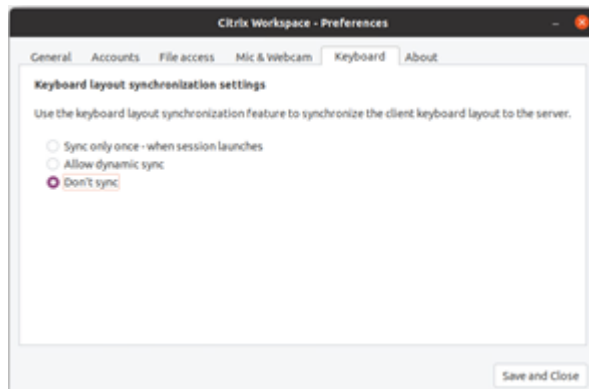 Citrix Workspace - Preferences
General Accounts File access Mic & Webcam Keyboard About
Keyboard layout synchronization settings
Use the keyboard layout synchronization feature to synchronize the client keyboard layout to the server.
Sync only once - when session launches
Allow dynamic sync
Don't sync
Save and Close